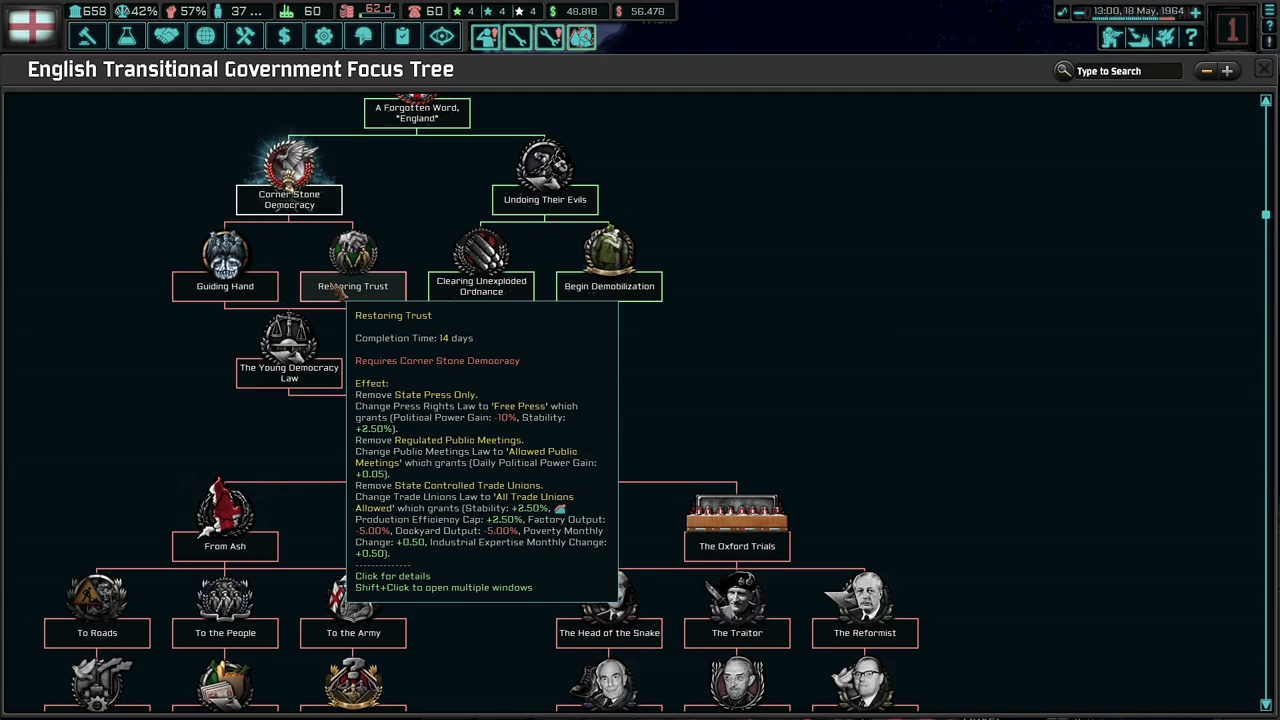 658 42% 57% 37 ... 60 62 d. 60 4 4 4 $ 48.81B $ 56.47B
13:00, 18 May, 1964
1
English Transitional Government Focus Tree
Type to Search
A Forgotten Word,
"England"
Corner Stone
Democracy
Undoing Their Evils
Guiding Hand
Restoring Trust
Clearing Unexploded
Ordnance
Begin Demobilization
The Young Democracy
Law
Restoring Trust
Completion Time: 14 days
Requires Corner Stone Democracy
Effect:
Remove State Press Only.
Change Press Rights Law to 'Free Press' which
grants (Political Power Gain: -10%, Stability:
+2.50%).
Remove Regulated Public Meetings.
Change Public Meetings Law to 'Allowed Public
Meetings' which grants (Daily Political Power Gain:
+0.05).
Remove State Controlled Trade Unions.
Change Trade Unions Law to 'All Trade Unions
Allowed' which grants (Stability: +2.50%,
Production Efficiency Cap: +2.50%, Factory Output:
-5.00%, Dockyard Output: -5.00%, Poverty Monthly
Change: +0.50, Industrial Expertise Monthly Change:
+0.50).
--------------
Click for details
Shift+Click to open multiple windows
From Ash
The Oxford Trials
To Roads
To the People
To the Army
The Head of the Snake
The Traitor
The Reformist